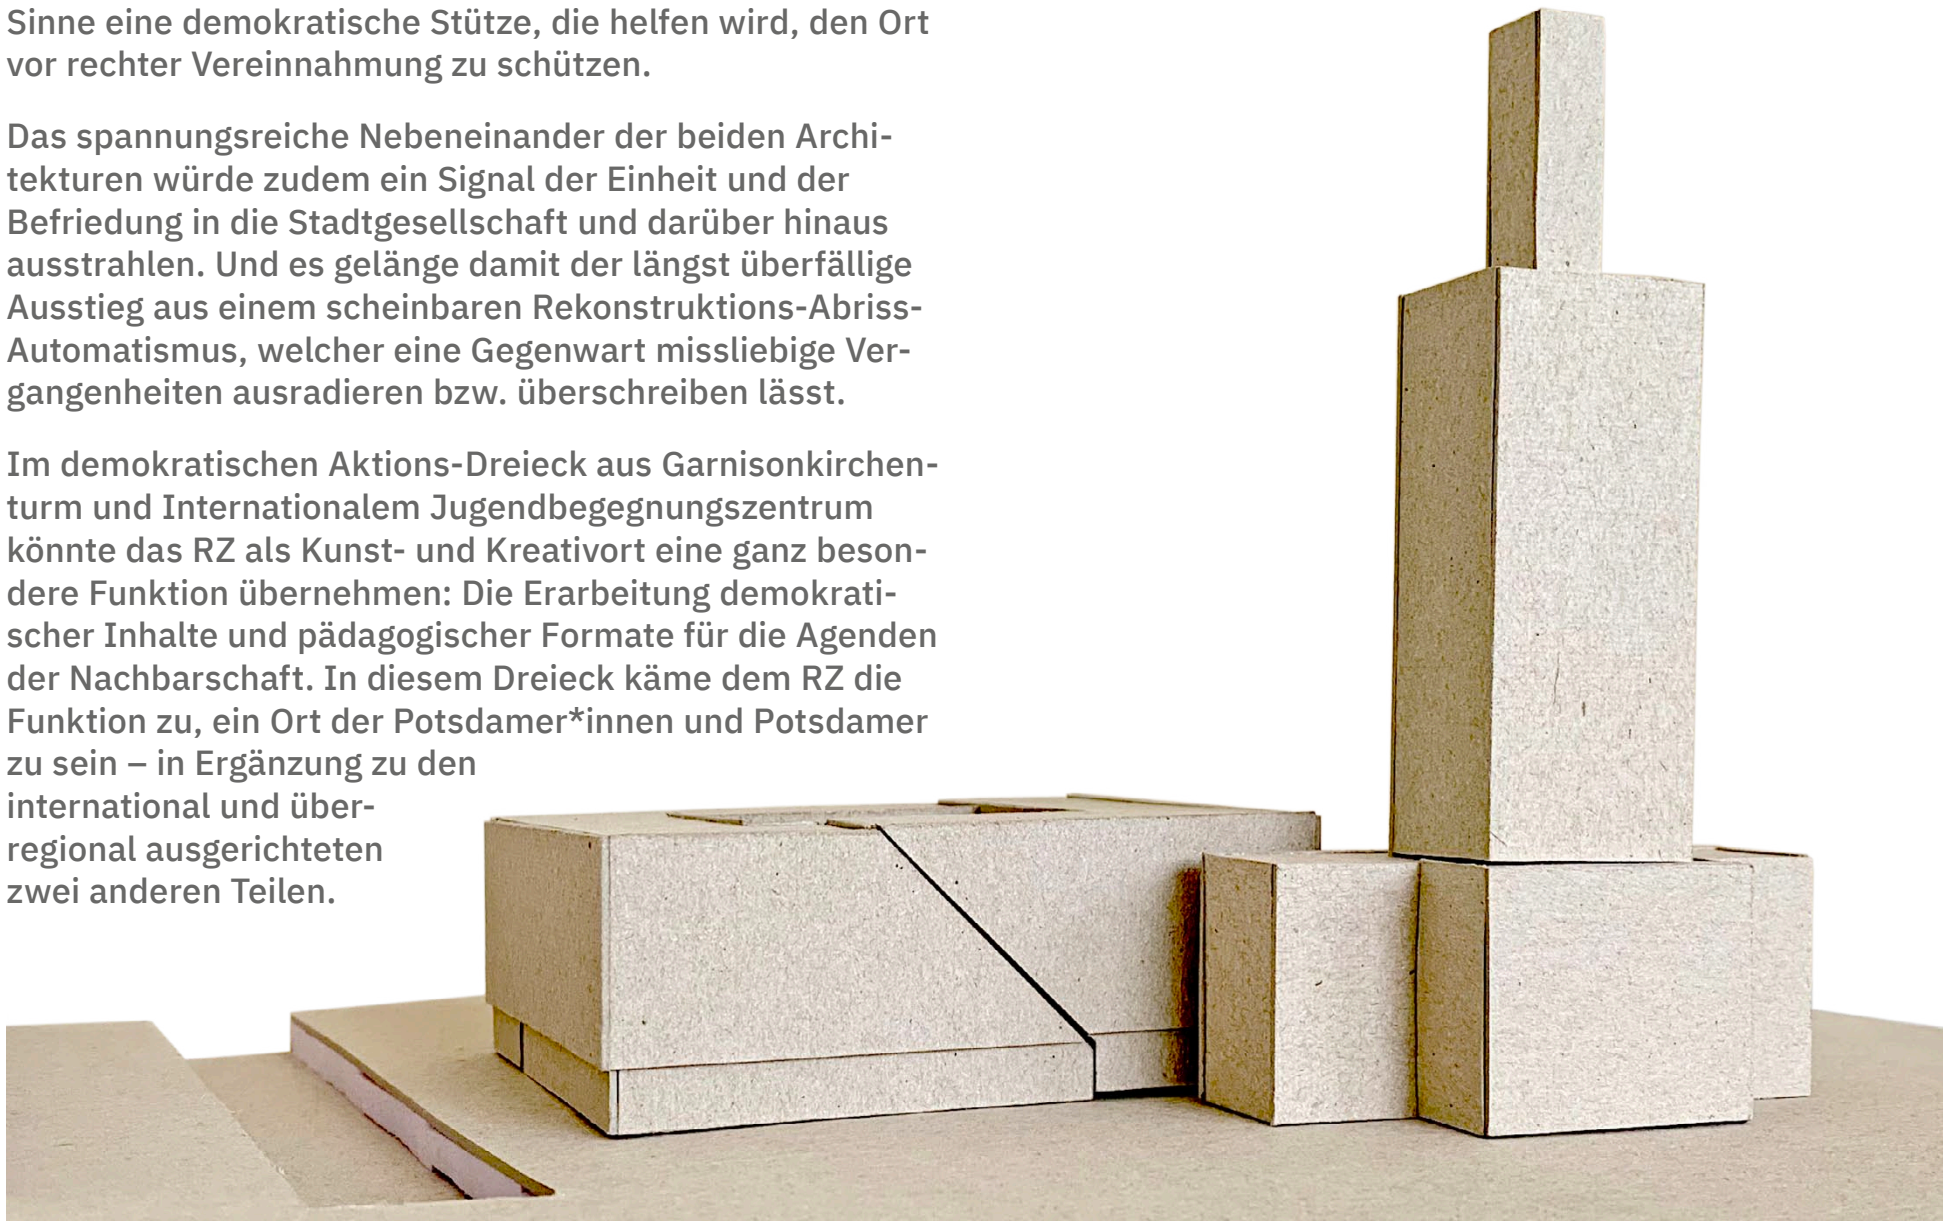 Sinne eine demokratische Stütze, die helfen wird, den Ort
vor rechter Vereinnahmung zu schützen.
Das spannungsreiche Nebeneinander der beiden Archi-
tekturen würde zudem ein Signal der Einheit und der
Befriedung in die Stadtgesellschaft und darüber hinaus
ausstrahlen. Und es gelänge damit der längst überfällige
Ausstieg aus einem scheinbaren Rekonstruktions-Abriss-
Automatismus, welcher eine Gegenwart missliebige Ver-
gangenheiten ausradieren bzw. überschreiben lässt.
Im demokratischen Aktions-Dreieck aus Garnisonkirchen-
turm und Internationalem Jugendbegegnungszentrum
könnte das RZ als Kunst- und Kreativort eine ganz beson-
dere Funktion übernehmen: Die Erarbeitung demokrati-
scher Inhalte und pädagogischer Formate für die Agenden
der Nachbarschaft. In diesem Dreieck käme dem RZ die
Funktion zu, ein Ort der Potsdamer*innen und Potsdamer
zu sein – in Ergänzung zu den
international und über-
regional ausgerichteten
zwei anderen Teilen.